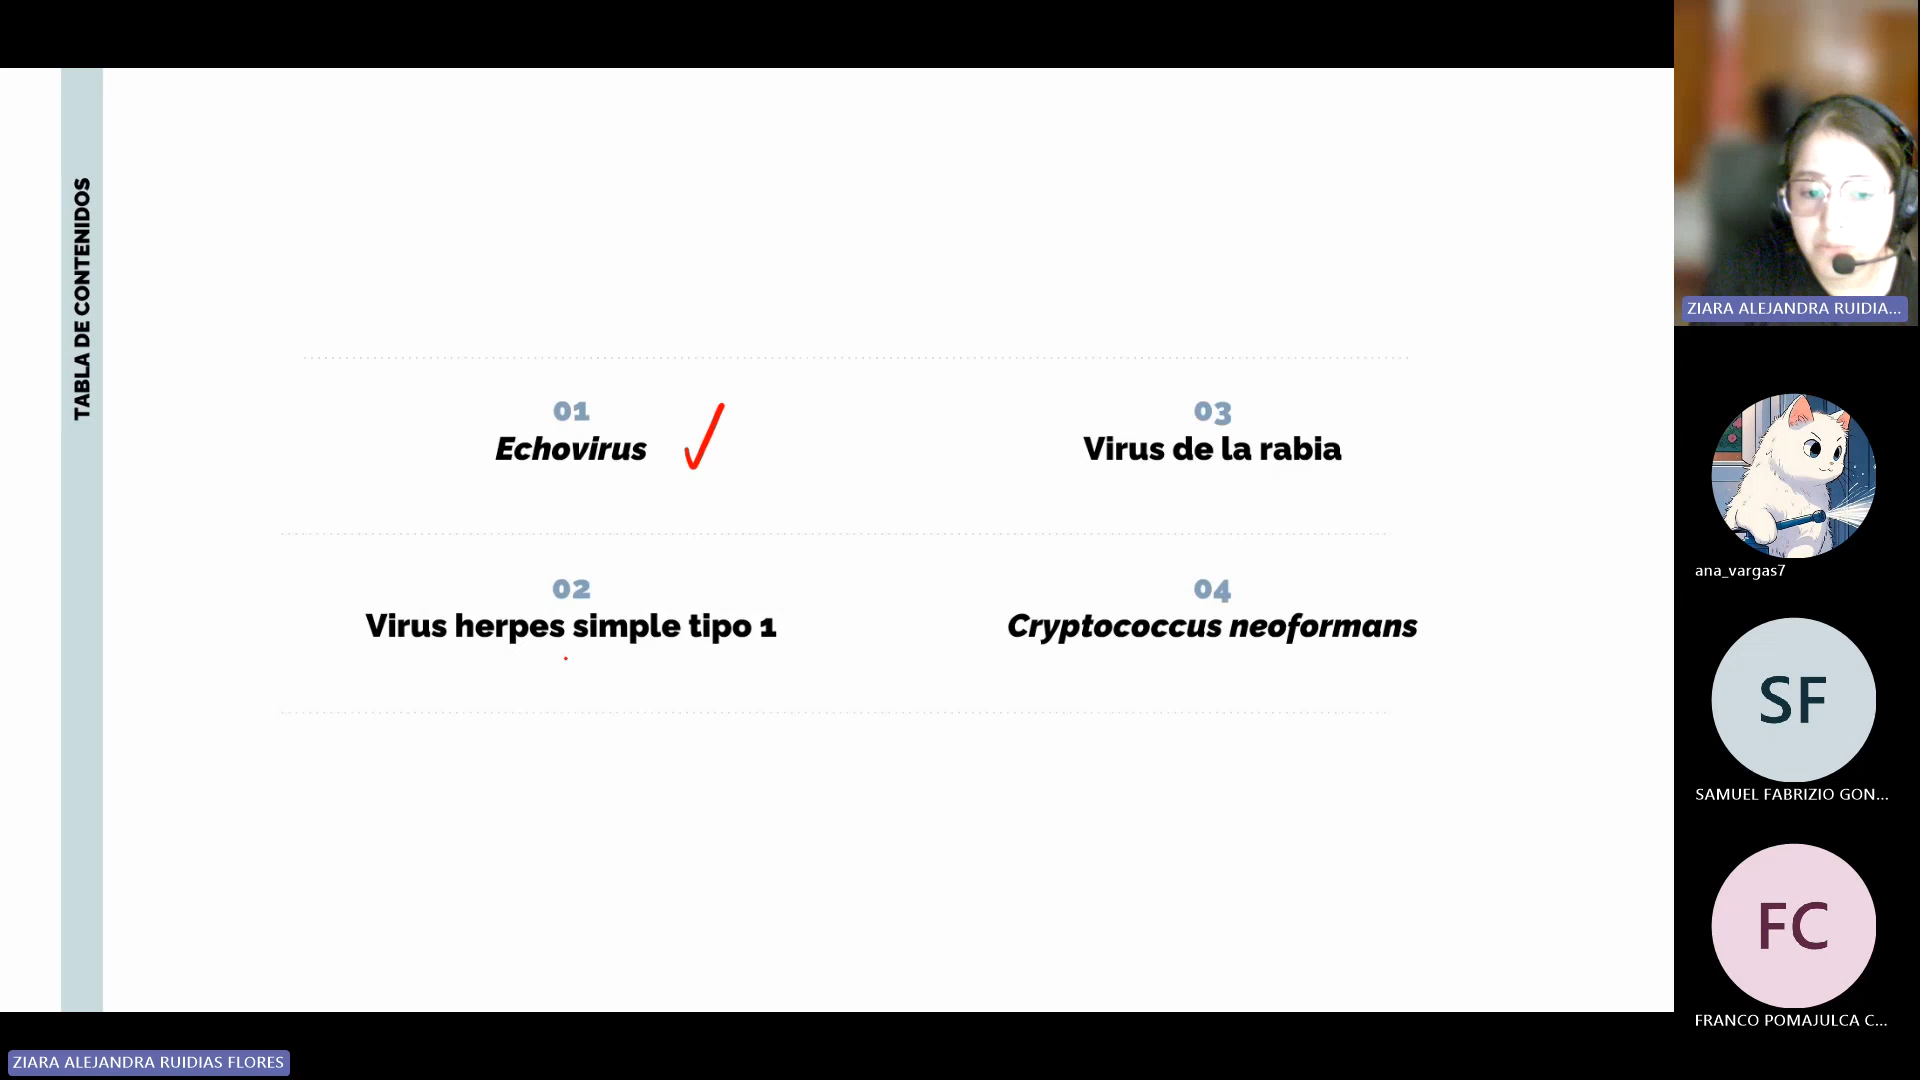 TABLA DE CONTENIDOS
01
Echovirus
03
Virus de la rabia
02
Virus herpes simple tipo 1
04
Cryptococcus neoformans
ZIARA ALEJANDRA RUIDIA...
ana_vargas7
SF
SAMUEL FABRIZIO GON...
FC
FRANCO POMAJULCA C...
ZIARA ALEJANDRA RUIDIAS FLORES